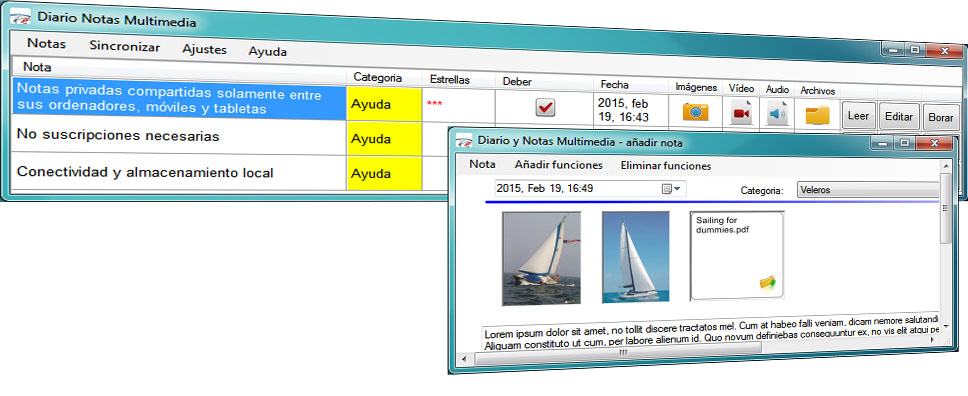 Diario Notas Multimedia
Notas Sincronizar Ajustes Ayuda
Nota Categoria Estrellas Deber Fecha Imágenes Vídeo Audio Archivos
Notas privadas compartidas solamente entre
sus ordenadores, móviles y tabletas
Ayuda *** 2015, feb
19, 16:43 Leer Editar Borar
No suscripciones necesarias Ayuda
Conectividad y almacenamiento local Ayuda
Diario y Notas Multimedia - añadir nota
Nota Añadir funciones Eliminar funciones
2015, Feb 19, 16:49 Categoria: Veleros
Sailing for
dummies.pdf
Lorem ipsum dolor sit amet, no tollit discere tractatos mel. Cum at habeo falli veniam, dicam nemore salutandi
Aliquam constituto ut cum, per labore alienum id. Quo novum definiebas consequuntur ex, no vis elit atqui pe